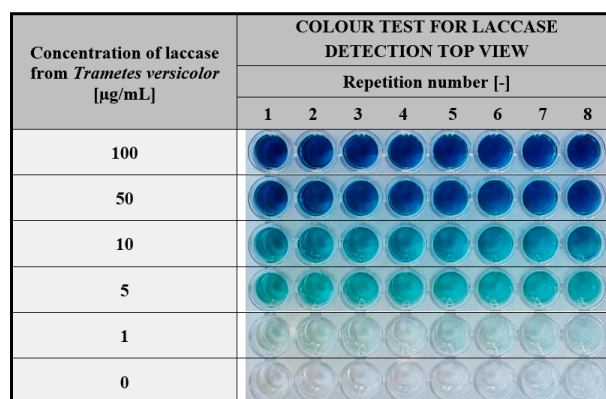 Concentration of laccase
from Trametes versicolor
[µg/mL]
COLOUR TEST FOR LACCASE
DETECTION TOP VIEW
Repetition number [-]
1 2 3 4 5 6 7 8
100
50
10
5
1
0